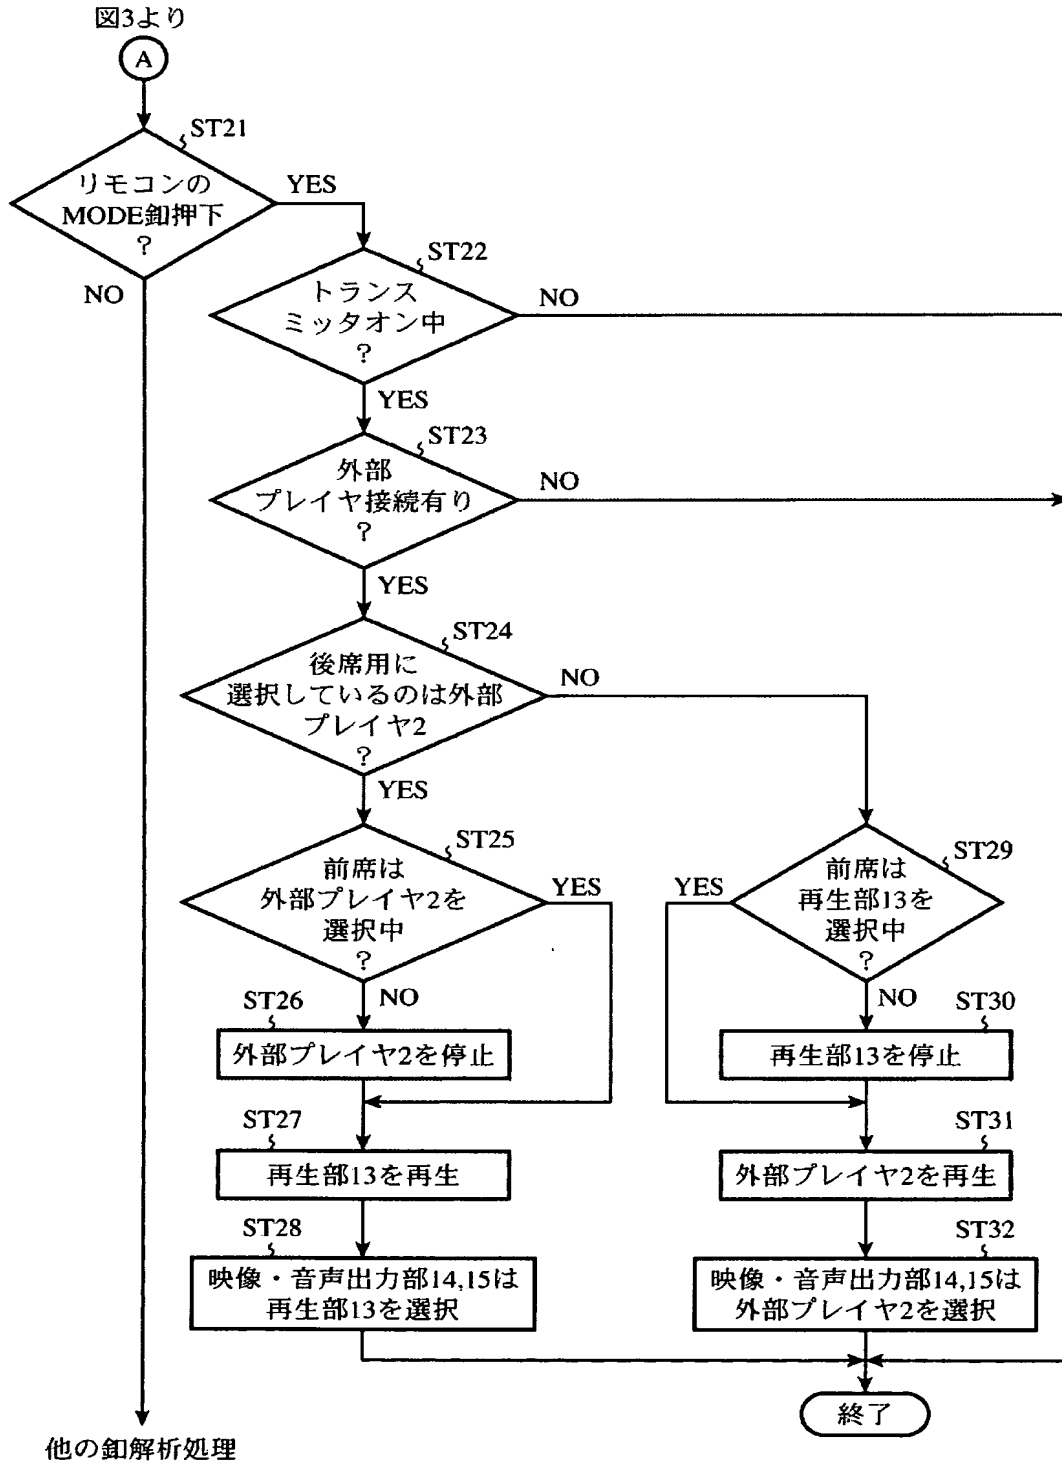 図3より
A
ST21
リモコンの
MODE釦押下
?
YES
NO
ST22
トランス
ミッタオン中
?
NO
YES
ST23
外部
プレイヤ接続有り
?
NO
YES
ST24
後席用に
選択しているのは外部
プレイヤ2
?
NO
YES
ST25
前席は
外部プレイヤ2を
選択中
?
YES
NO
ST29
前席は
再生部13を
選択中
?
YES
NO
ST26
外部プレイヤ2を停止
ST30
再生部13を停止
ST27
再生部13を再生
ST31
外部プレイヤ2を再生
ST28
映像・音声出力部14,15は
再生部13を選択
ST32
映像・音声出力部14,15は
外部プレイヤ2を選択
終了
他の釦解析処理